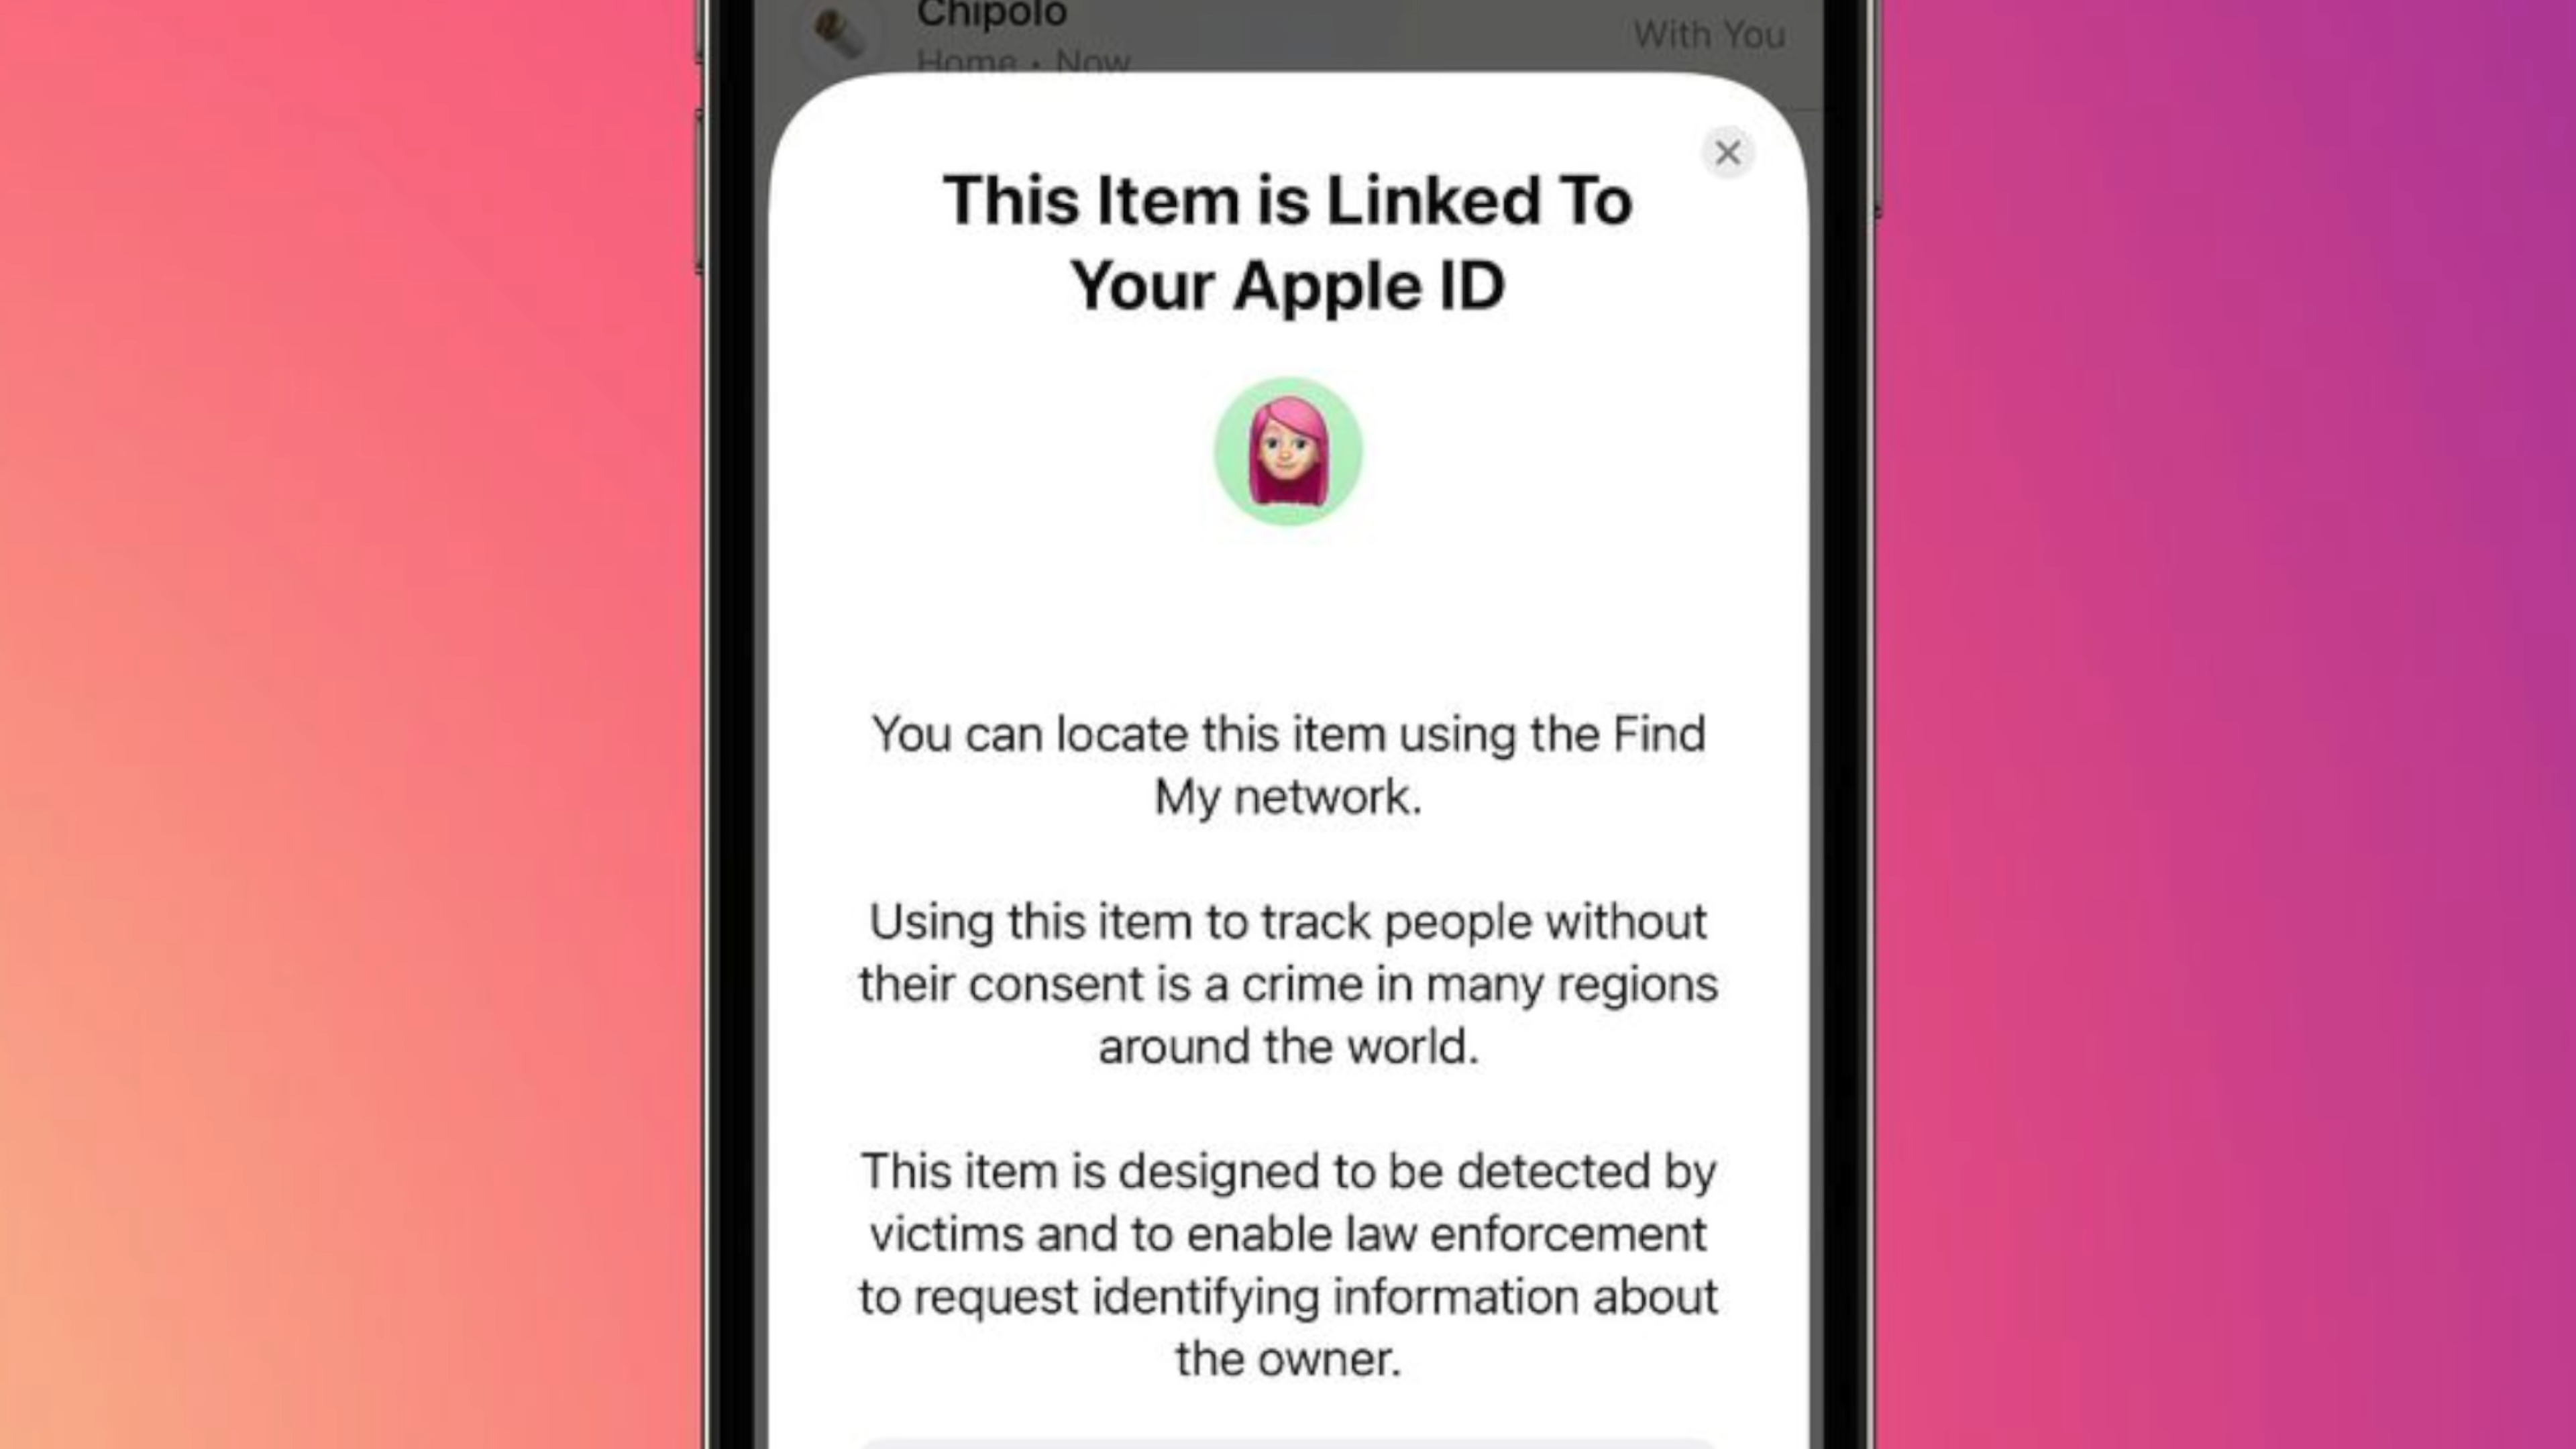 Chipolo
Home • Now
With You
This Item is Linked To
Your Apple ID
You can locate this item using the Find
My network.
Using this item to track people without
their consent is a crime in many regions
around the world.
This item is designed to be detected by
victims and to enable law enforcement
to request identifying information about
the owner.